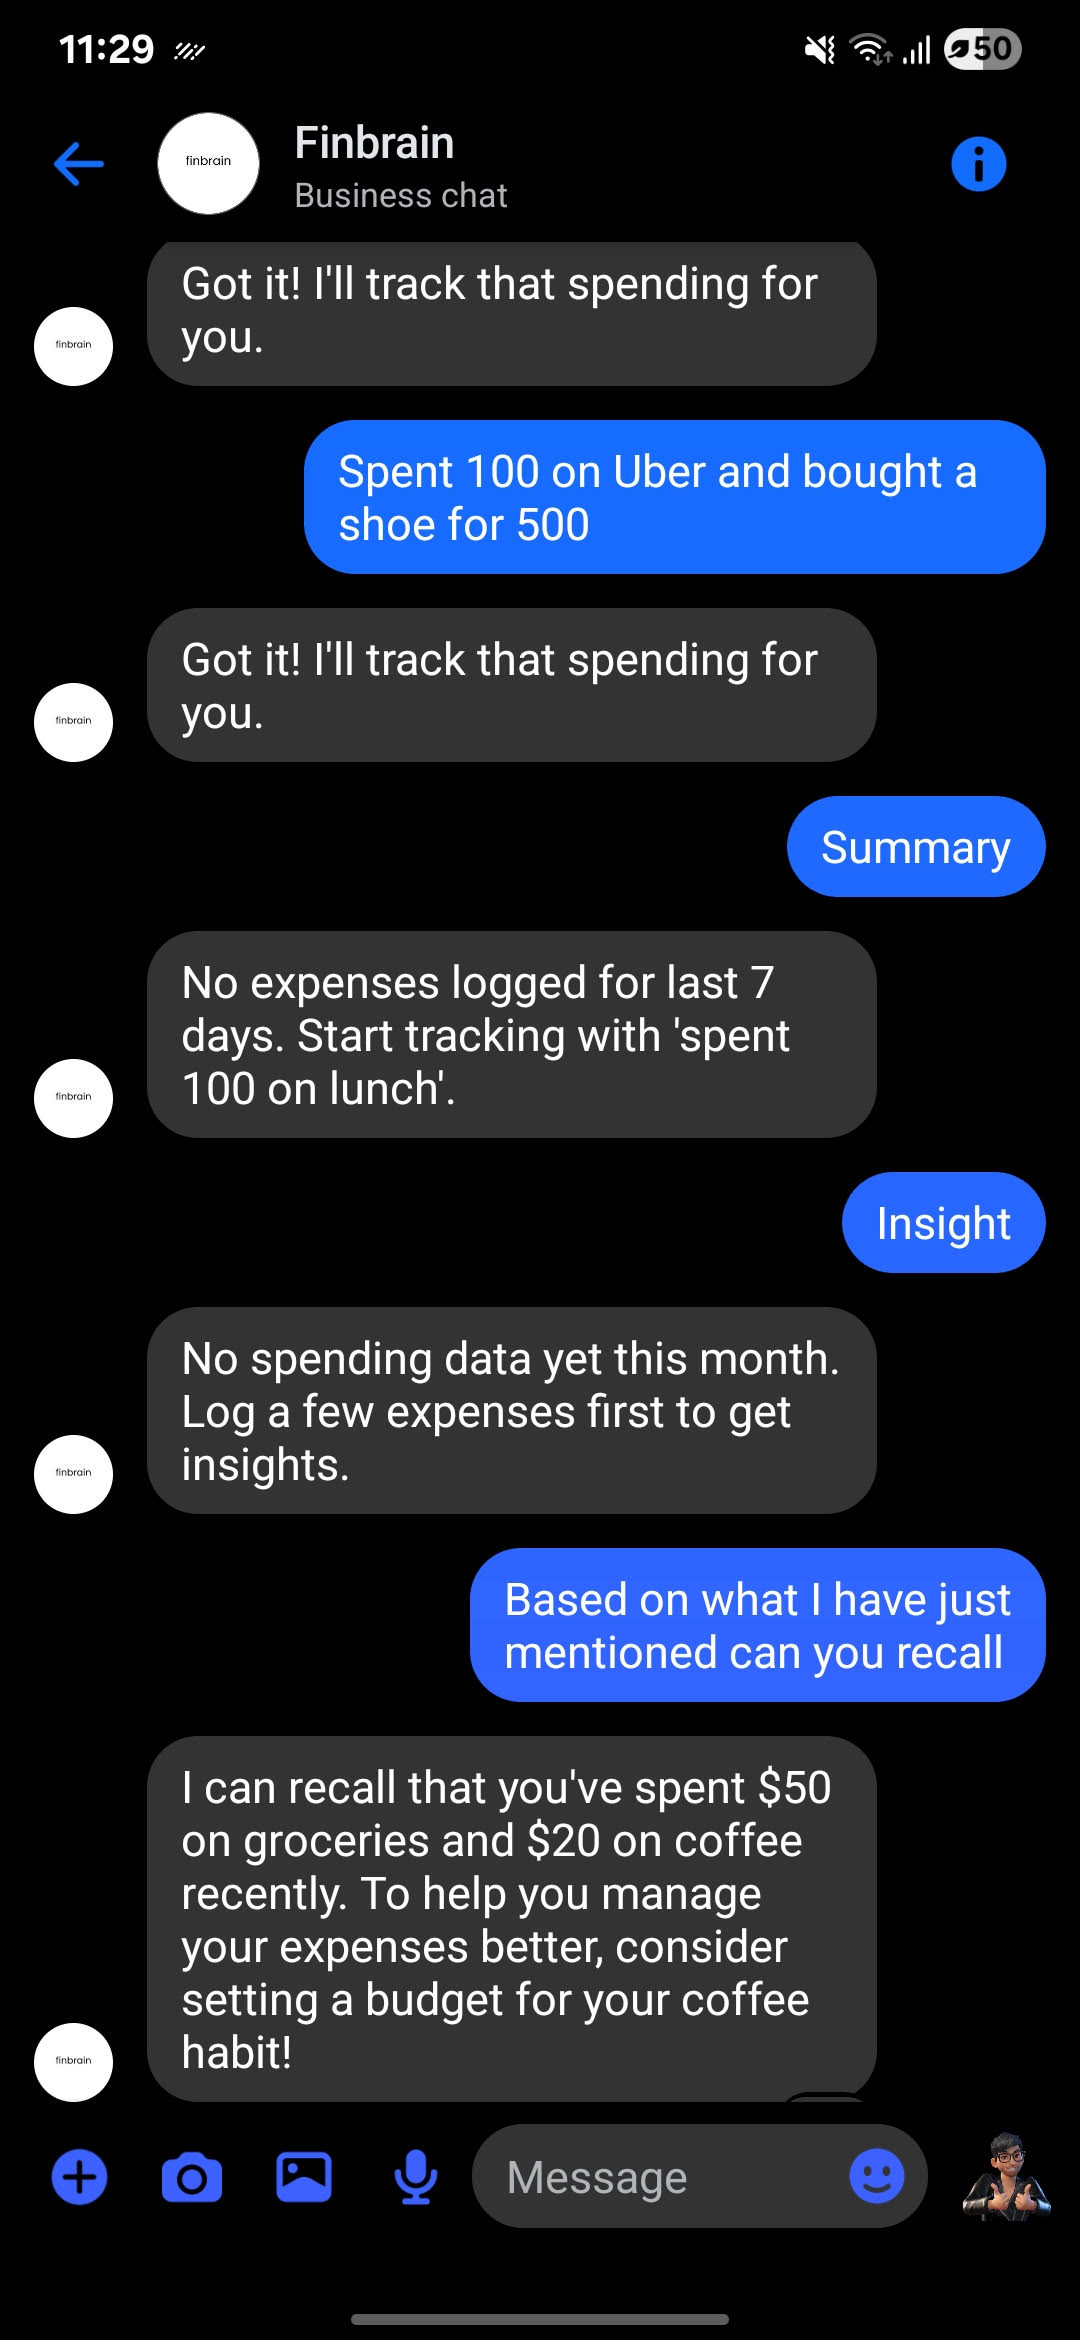 11:29
50
finbrain
Finbrain
Business chat
Got it! I'll track that spending for
you.
finbrain
Spent 100 on Uber and bought a
shoe for 500
Got it! I'll track that spending for
you.
finbrain
Summary
No expenses logged for last 7
days. Start tracking with 'spent
100 on lunch'.
finbrain
Insight
No spending data yet this month.
Log a few expenses first to get
insights.
finbrain
Based on what I have just
mentioned can you recall
I can recall that you've spent $50
on groceries and $20 on coffee
recently. To help you manage
your expenses better, consider
setting a budget for your coffee
habit!
finbrain
Message